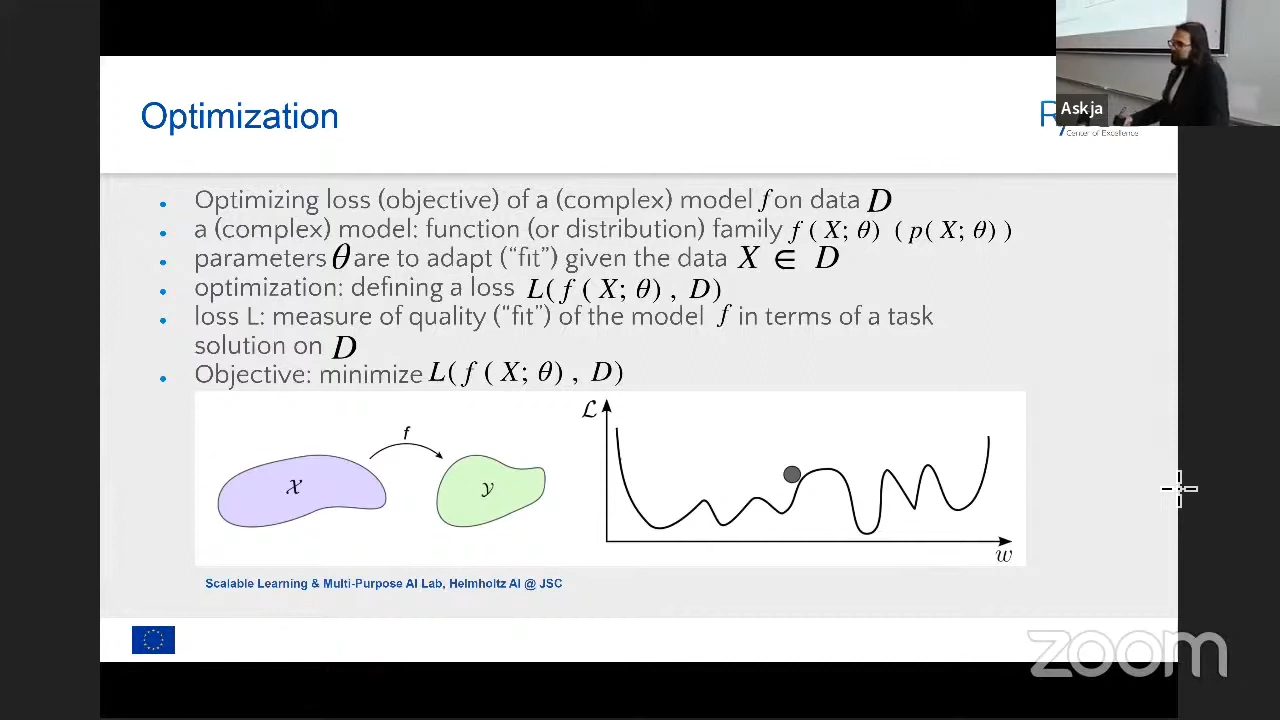 Optimization
Askja
Center of Excellence
• Optimizing loss (objective) of a (complex) model f on data D
• a (complex) model: function (or distribution) family f ( X; θ) ( p( X; θ) )
• parameters θ are to adapt (“fit”) given the data X ∈ D
• optimization: defining a loss L( f ( X; θ) , D)
• loss L: measure of quality (“fit”) of the model f in terms of a task
solution on D
• Objective: minimize L( f ( X; θ) , D)
f
𝒳
𝒴
ℒ
w
Scalable Learning & Multi-Purpose AI Lab, Helmholtz AI @ JSC
zoom